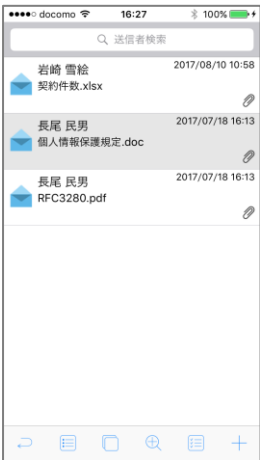 docomo 16:27 100%
送信者検索
岩崎 雪絵 2017/08/10 10:58
契約件数.xlsx
長尾 民男 2017/07/18 16:13
個人情報保護規定.doc
長尾 民男 2017/07/18 16:13
RFC3280.pdf